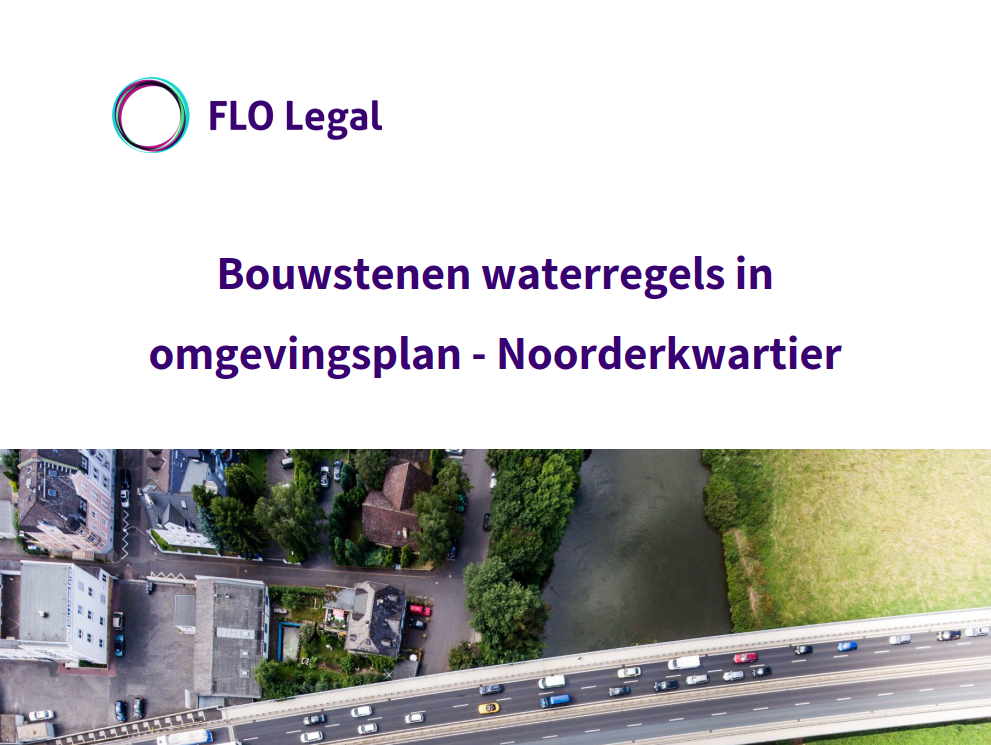 FLO Legal
Bouwstenen waterregels in
omgevingsplan - Noorderkwartier